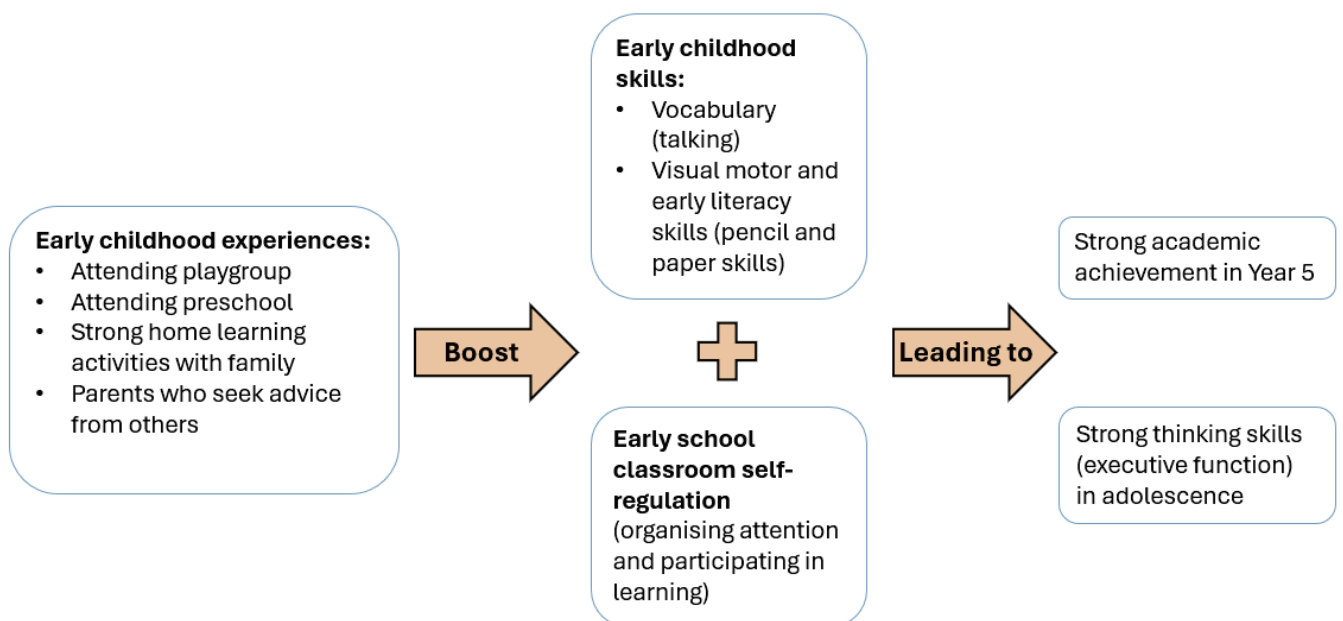 Early childhood experiences:
• Attending playgroup
• Attending preschool
• Strong home learning
activities with family
• Parents who seek advice
from others
Boost
Early childhood
skills:
• Vocabulary
(talking)
• Visual motor and
early literacy
skills (pencil and
paper skills)
Early school
classroom self-
regulation
(organising attention
and participating in
learning)
Leading to
Strong academic
achievement in Year 5
Strong thinking skills
(executive function)
in adolescence